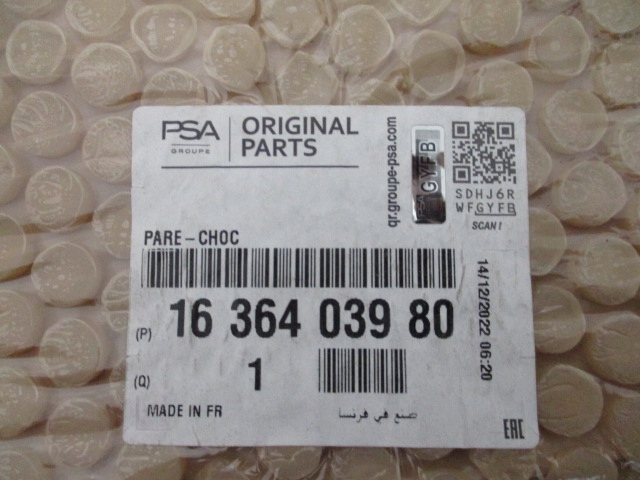 PSA
GROUPE
ORIGINAL
PARTS
qr.groupe-psa.com
PSA GYFB
SDHJ6R
WFGYFB
SCAN !
PARE-CHOC
(P) 16 364 039 80
14/12/2022 06:20
(Q) 1
MADE IN FR
صنع في فرنسا
EAC